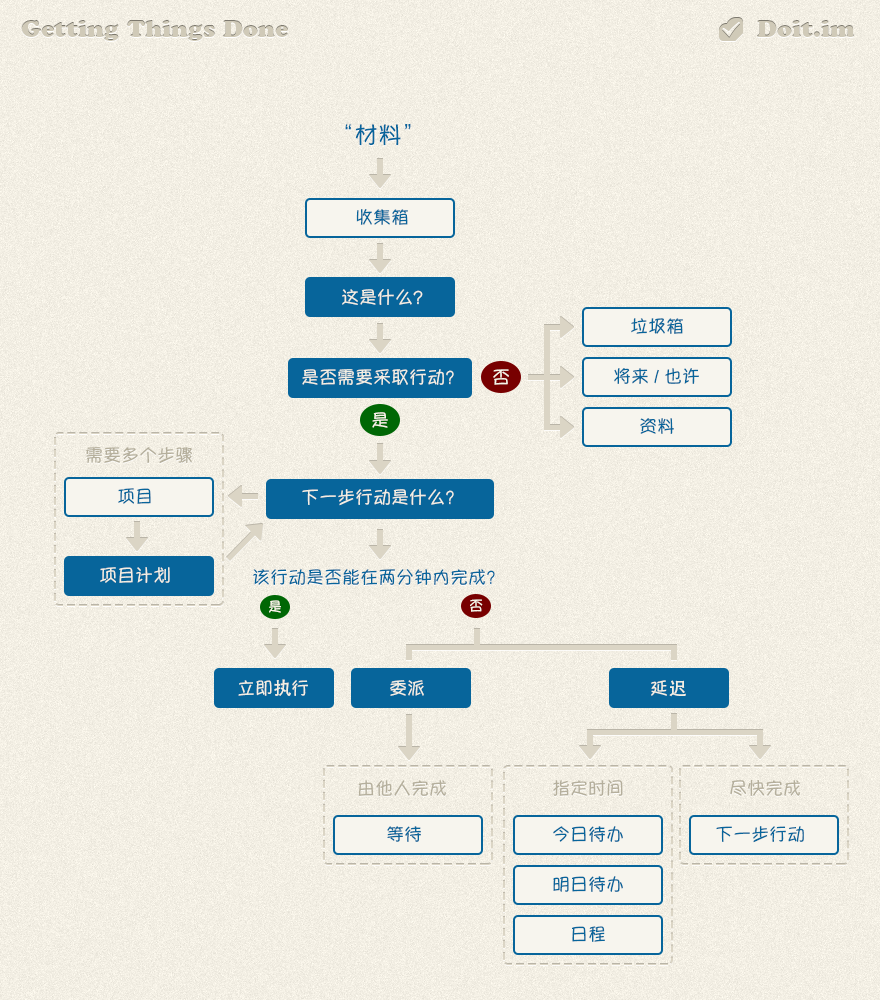 Getting Things Done
Doit.im
“材料”
收集箱
这是什么?
垃圾箱
是否需要采取行动?
否
将来 / 也许
是
资料
需要多个步骤
项目
下一步行动是什么?
项目计划
该行动是否能在两分钟内完成?
是
否
立即执行
委派
延迟
由他人完成
指定时间
尽快完成
等待
今日待办
下一步行动
明日待办
日程